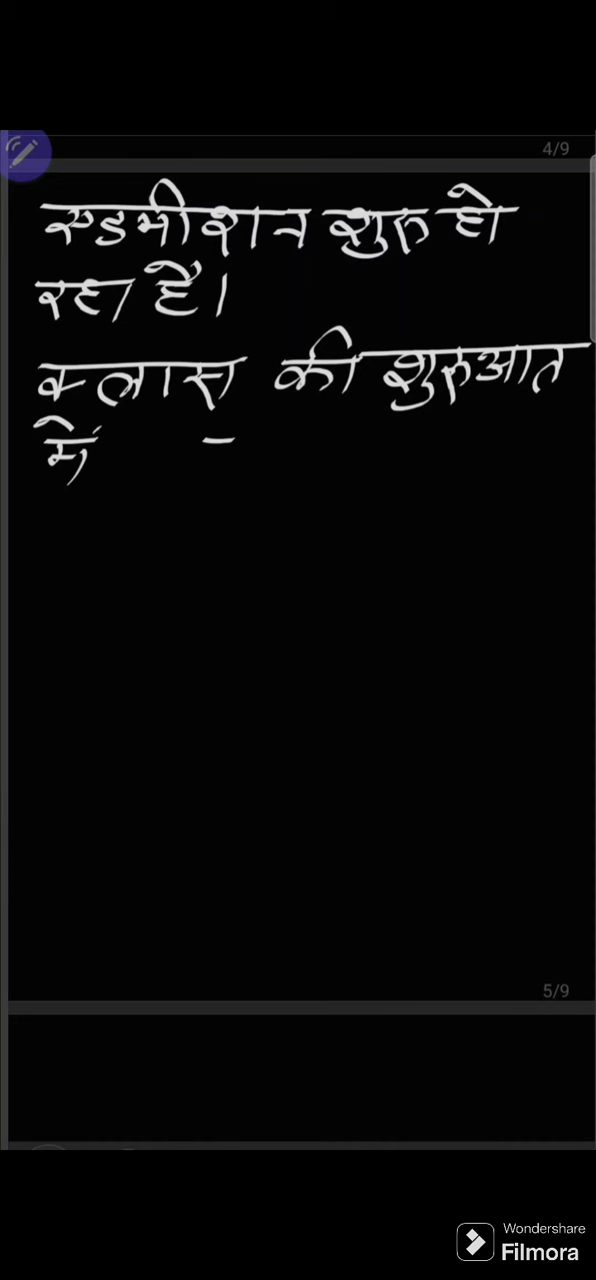 4/9
एडमीशन शुरु हो
रहा है।
क्लास की शुरुआत
में -
5/9
Wondershare
Filmora